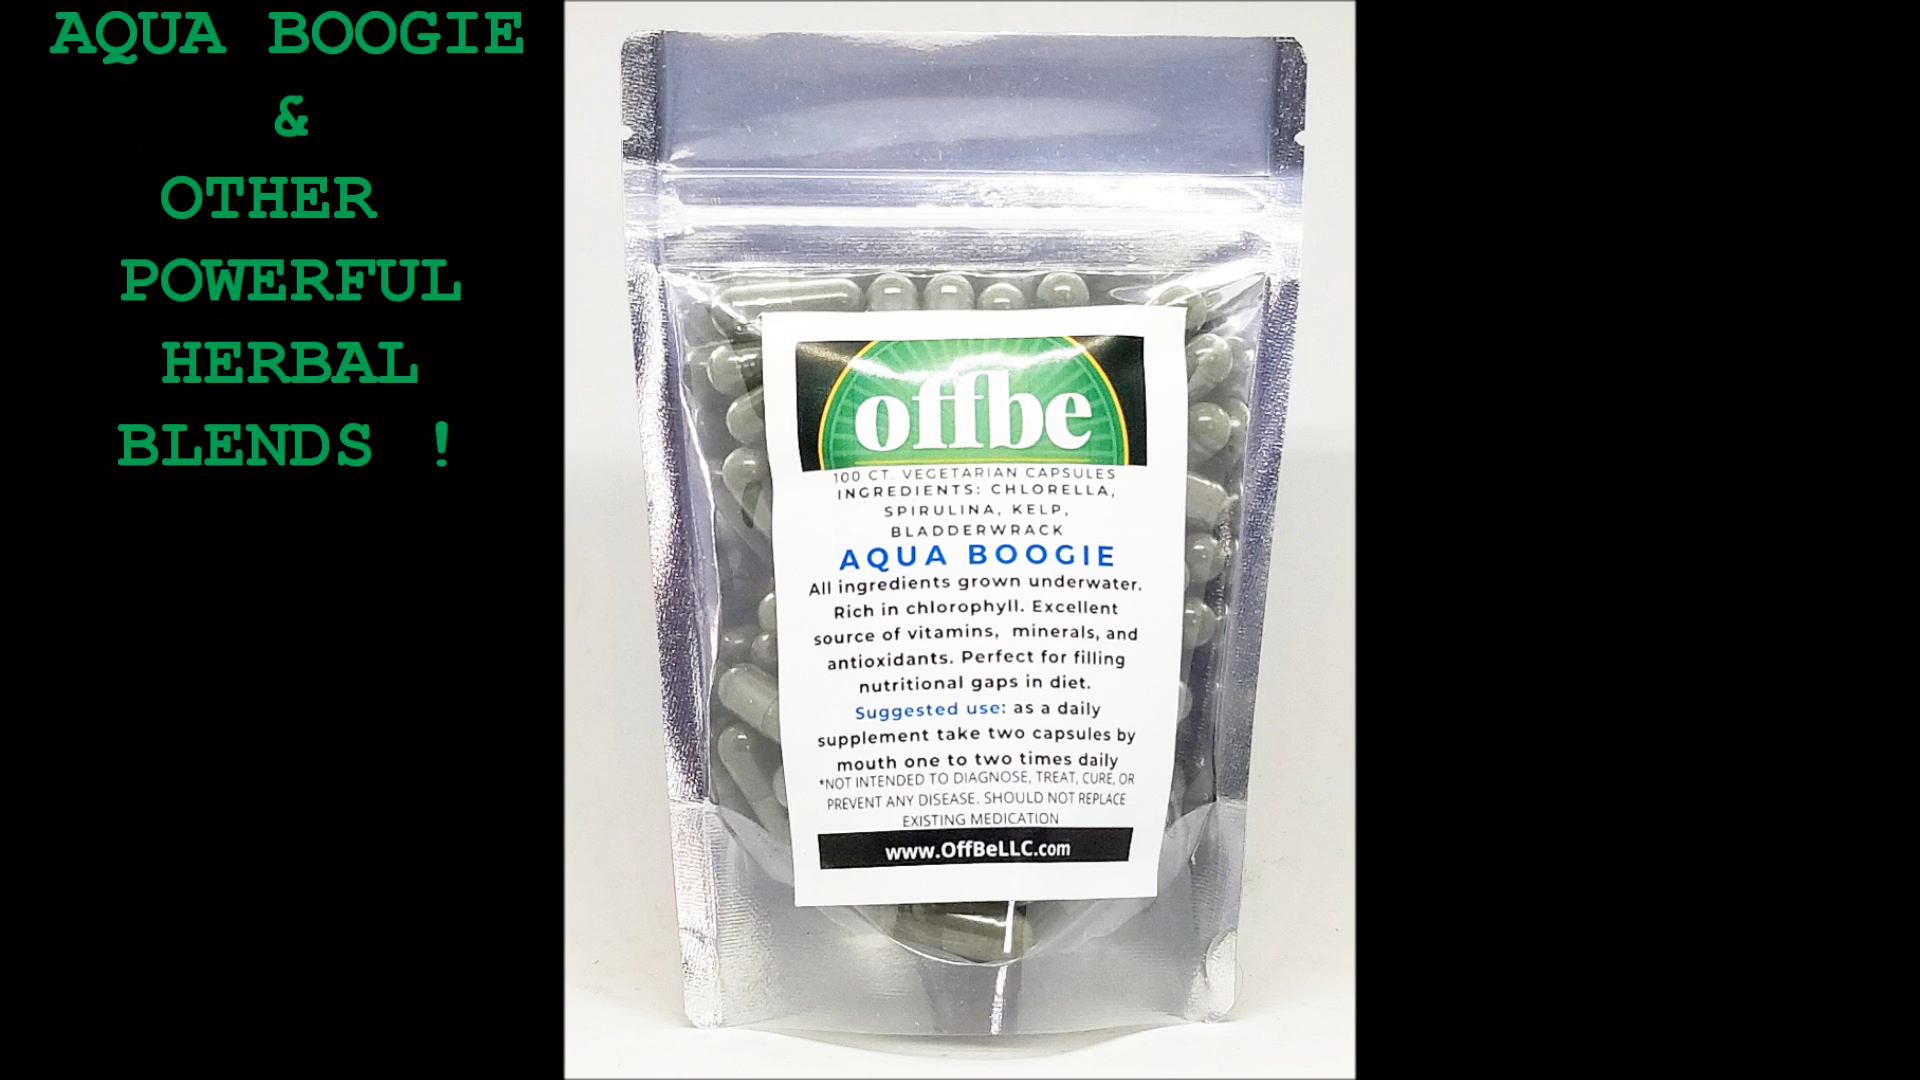 AQUA BOOGIE
&
OTHER
POWERFUL
HERBAL
BLENDS !
offbe
100 CT. VEGETARIAN CAPSULES
INGREDIENTS: CHLORELLA,
SPIRULINA, KELP,
BLADDERWRACK
AQUA BOOGIE
All ingredients grown underwater.
Rich in chlorophyll. Excellent
source of vitamins, minerals, and
antioxidants. Perfect for filling
nutritional gaps in diet.
Suggested use: as a daily
supplement take two capsules by
mouth one to two times daily
*NOT INTENDED TO DIAGNOSE, TREAT, CURE, OR
PREVENT ANY DISEASE. SHOULD NOT REPLACE
EXISTING MEDICATION
www.OffBeLLC.com